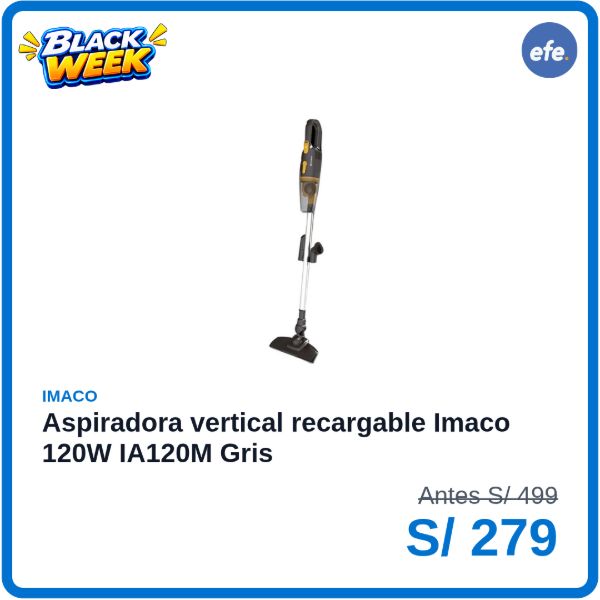 BLACK
WEEK
efe.
IMACO
Aspiradora vertical recargable Imaco
120W IA120M Gris
Antes S/ 499
S/ 279